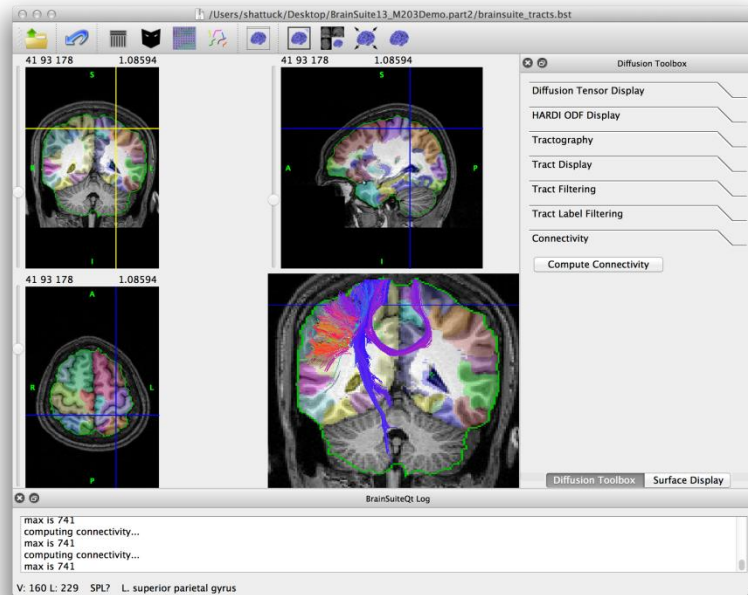 /Users/shattuck/Desktop/BrainSuite13_M203Demo.part2/brainsuite_tracts.bst
41 93 178 1.08594
S
R
I
41 93 178 1.08594
S
A P
I
41 93 178 1.08594
A
R L
P
Diffusion Toolbox
Diffusion Tensor Display
HARDI ODF Display
Tractography
Tract Display
Tract Filtering
Tract Label Filtering
Connectivity
Compute Connectivity
Diffusion Toolbox Surface Display
BrainSuiteQt Log
max is 741
computing connectivity...
max is 741
computing connectivity...
max is 741
V: 160 L: 229 SPL? L. superior parietal gyrus